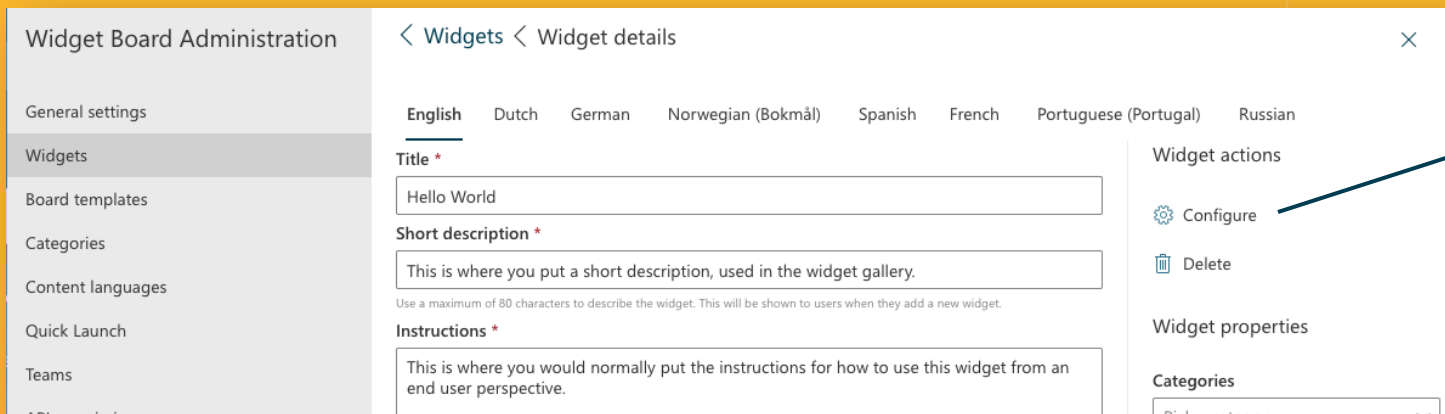 Widget Board Administration
General settings
Widgets
Board templates
Categories
Content languages
Quick Launch
Teams
Widgets
Widget details
English Dutch German Norwegian (Bokmål) Spanish French Portuguese (Portugal) Russian
Title *
Hello World
Short description *
This is where you put a short description, used in the widget gallery.
Use a maximum of 80 characters to describe the widget. This will be shown to users when they add a new widget.
Instructions *
This is where you would normally put the instructions for how to use this widget from an
end user perspective.
Widget actions
Configure
Delete
Widget properties
Categories